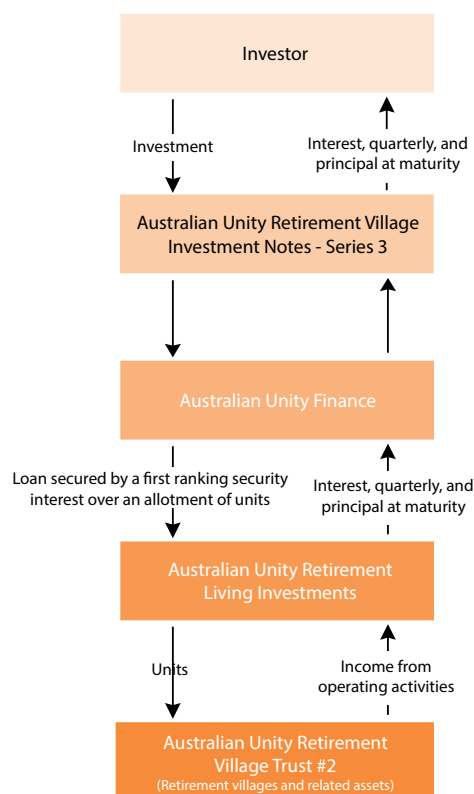 Investor
Investment
Interest, quarterly, and
principal at maturity
Australian Unity Retirement Village
Investment Notes - Series 3
Australian Unity Finance
Loan secured by a first ranking security
interest over an allotment of units
Interest, quarterly, and
principal at maturity
Australian Unity Retirement
Living Investments
Units
Income from
operating activities
Australian Unity Retirement
Village Trust #2
(Retirement villages and related assets)